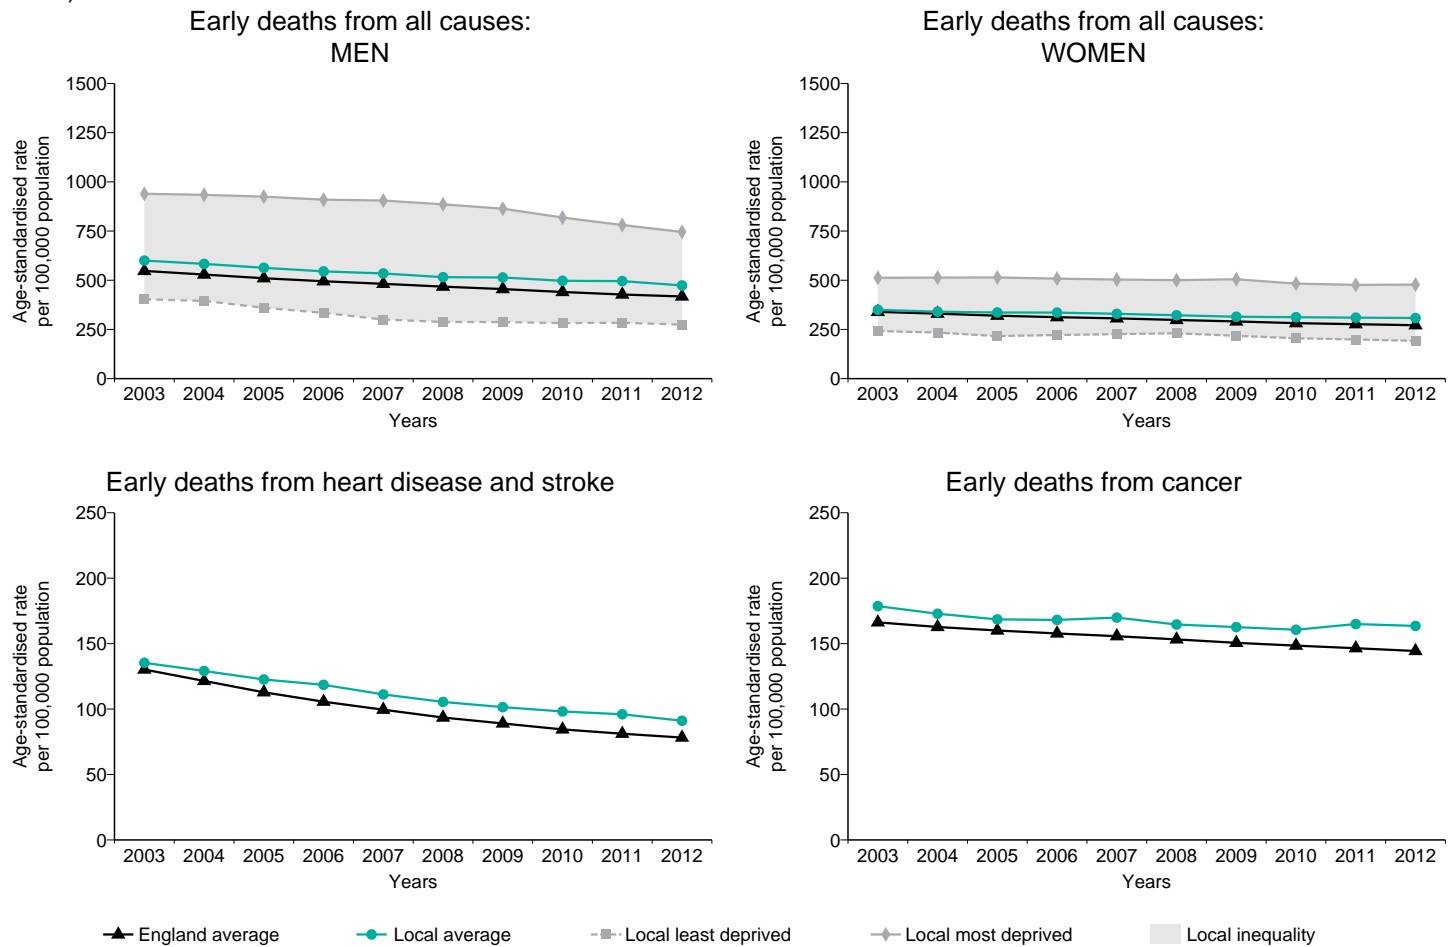 Early deaths from all causes:
MEN
Age-standardised rate
per 100,000 population
1500
1250
1000
750
500
250
0
2003 2004 2005 2006 2007 2008 2009 2010 2011 2012
Years
Early deaths from all causes:
WOMEN
Age-standardised rate
per 100,000 population
1500
1250
1000
750
500
250
0
2003 2004 2005 2006 2007 2008 2009 2010 2011 2012
Years
Early deaths from heart disease and stroke
Age-standardised rate
per 100,000 population
250
200
150
100
50
0
2003 2004 2005 2006 2007 2008 2009 2010 2011 2012
Years
Early deaths from cancer
Age-standardised rate
per 100,000 population
250
200
150
100
50
0
2003 2004 2005 2006 2007 2008 2009 2010 2011 2012
Years
England average
Local average
Local least deprived
Local most deprived
Local inequality